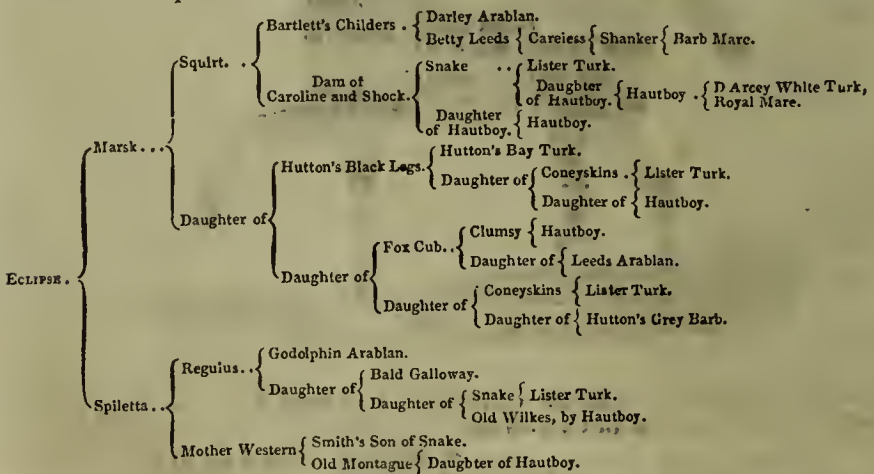 Bartlett's Childers . { Darley Arabian.
Betty Leeds { Careless { Shanker { Barb Mare.
Squirt. . .
Snake . . { Lister Turk.
Dam of
Caroline and Shock.
Daughter
of Hautboy. { Hautboy . { D Arcey White Turk,
Royal Mare.
Daughter
of Hautboy. { Hautboy.
Marsk . . .
Hutton's Black Legs. { Hutton's Bay Turk.
Daughter of { Coneyskins . { Lister Turk.
Daughter of { Hautboy.
Daughter of
Fox Cub. . { Clumsy { Hautboy.
Daughter of { Leeds Arabian.
Daughter of
Daughter of { Coneyskins { Lister Turk.
Daughter of { Hutton's Grey Barb.
ECLIPSE .
Regulus. . { Godolphin Arabian.
Daughter of { Bald Galloway.
Daughter of { Snake { Lister Turk.
Old Wilkes, by Hautboy.
Spiletta . .
Mother Western { Smith's Son of Snake.
Old Montague { Daughter of Hautboy.